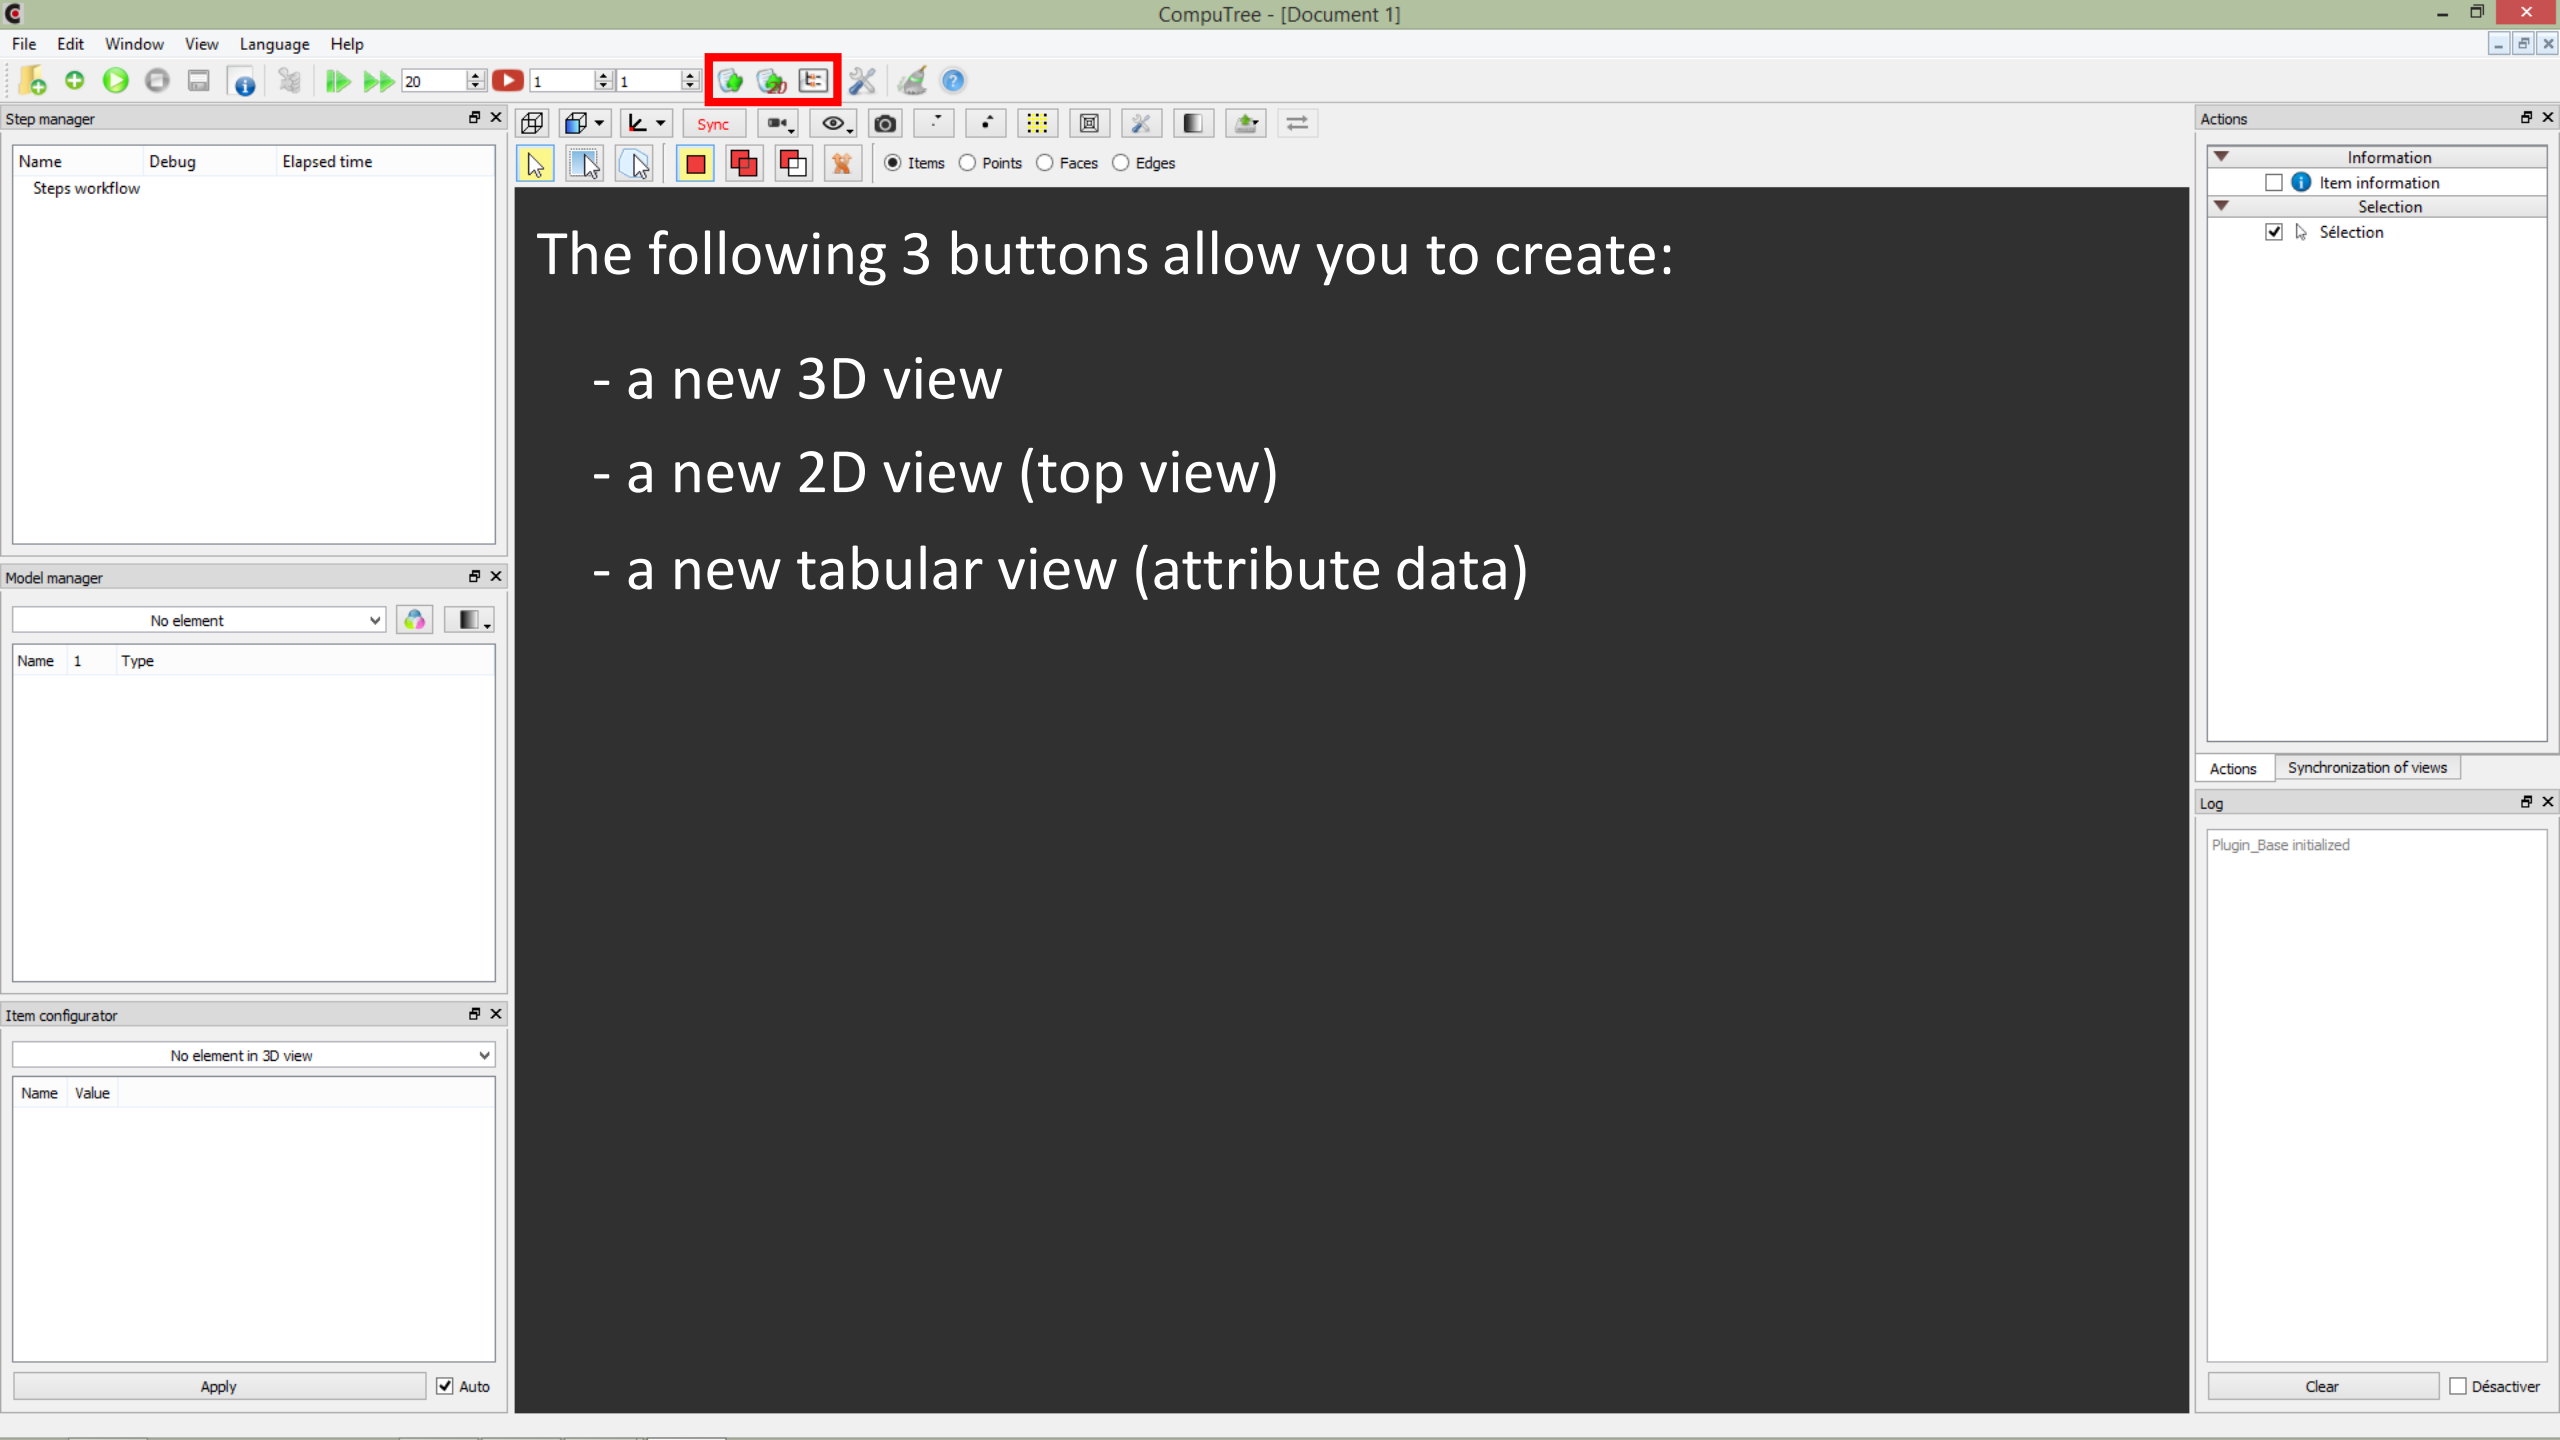 CompuTree - [Document 1]
File Edit Window View Language Help
20 1 1 2D
Step manager
Name Debug Elapsed time
Steps workflow
Sync
Items Points Faces Edges
The following 3 buttons allow you to create:
- a new 3D view
- a new 2D view (top view)
- a new tabular view (attribute data)
Model manager
No element
Name 1 Type
Item configurator
No element in 3D view
Name Value
Apply Auto
Actions
Information
Item information
Selection
Sélection
Actions Synchronization of views
Log
Plugin_Base initialized
Clear Désactiver